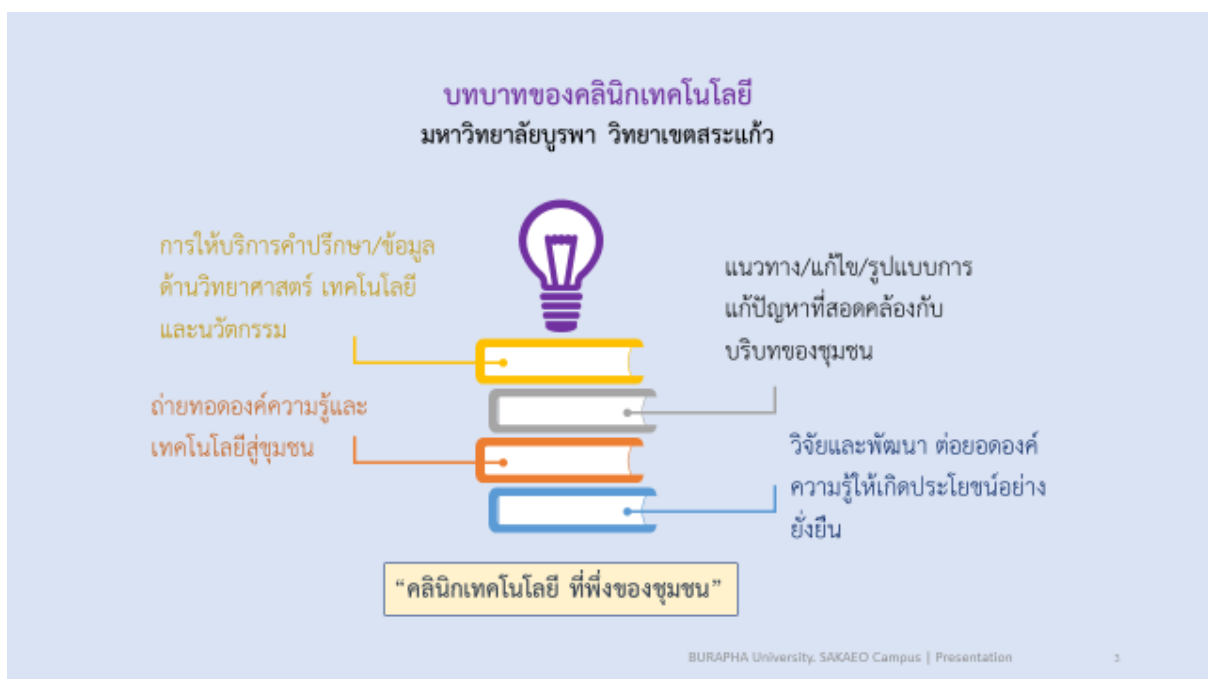 บทบาทของคลินิกเทคโนโลยี
มหาวิทยาลัยบูรพา วิทยาเขตสระแก้ว
การให้บริการคำปรึกษา/ข้อมูล
ด้านวิทยาศาสตร์ เทคโนโลยี
และนวัตกรรม
แนวทาง/แก้ไข/รูปแบบการ
แก้ปัญหาที่สอดคล้องกับ
บริบทของชุมชน
ถ่ายทอดองค์ความรู้และ
เทคโนโลยีสู่ชุมชน
วิจัยและพัฒนา ต่อยอดองค์
ความรู้ให้เกิดประโยชน์อย่าง
ยั่งยืน
“คลินิกเทคโนโลยี ที่พึ่งของชุมชน”
BURAPHA University. SAKAEO Campus | Presentation
3